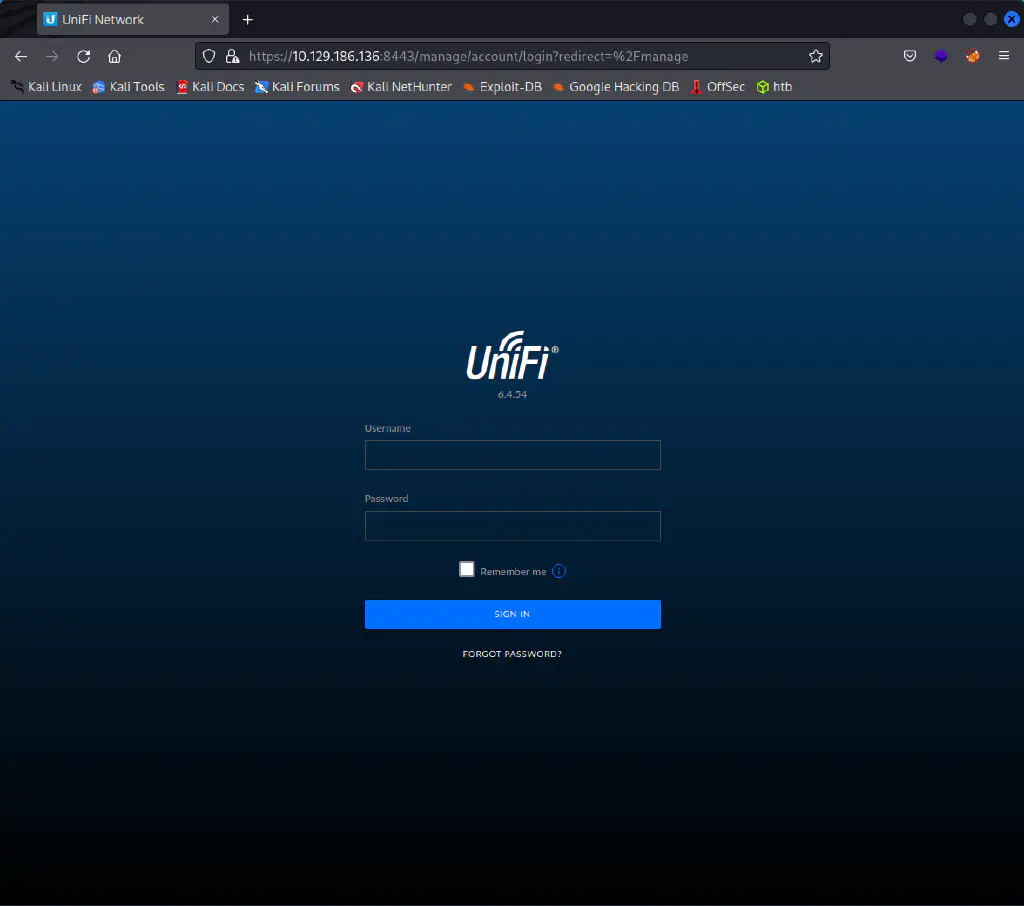 UniFi Network
https://10.129.186.136:8443/manage/account/login?redirect=%2Fmanage
Kali Linux Kali Tools Kali Docs Kali Forums Kali NetHunter Exploit-DB Google Hacking DB OffSec htb
UniFi®
6.4.54
Username
Password
Remember me
SIGN IN
FORGOT PASSWORD?